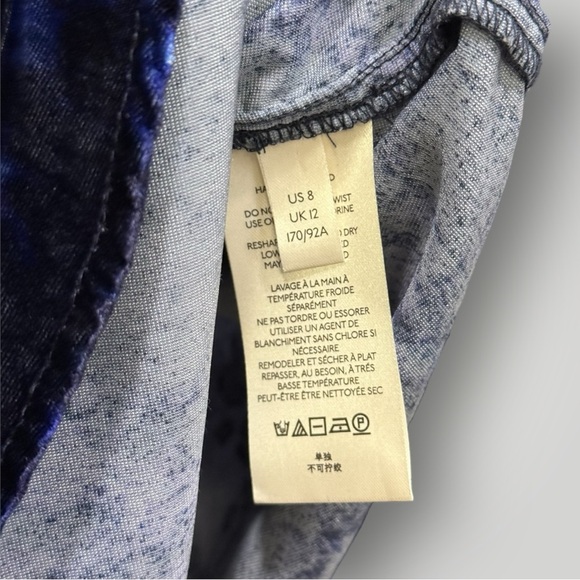 US 8
UK 12
170/92A
DO NO WIST
USE O RINE
RESHA O DRY
LOW ED
MAY
LAVAGE À LA MAIN À
TEMPÉRATURE FROIDE
SÉPARÉMENT
NE PAS TORDRE OU ESSORER
UTILISER UN AGENT DE
BLANCHIMENT SANS CHLORE SI
NÉCESSAIRE
REMODELER ET SÉCHER À PLAT
REPASSER, AU BESOIN, À TRÉS
BASSE TEMPÉRATURE
PEUT-ÊTRE ÊTRE NETTOYÉE SEC
P
单独
不可拧绞